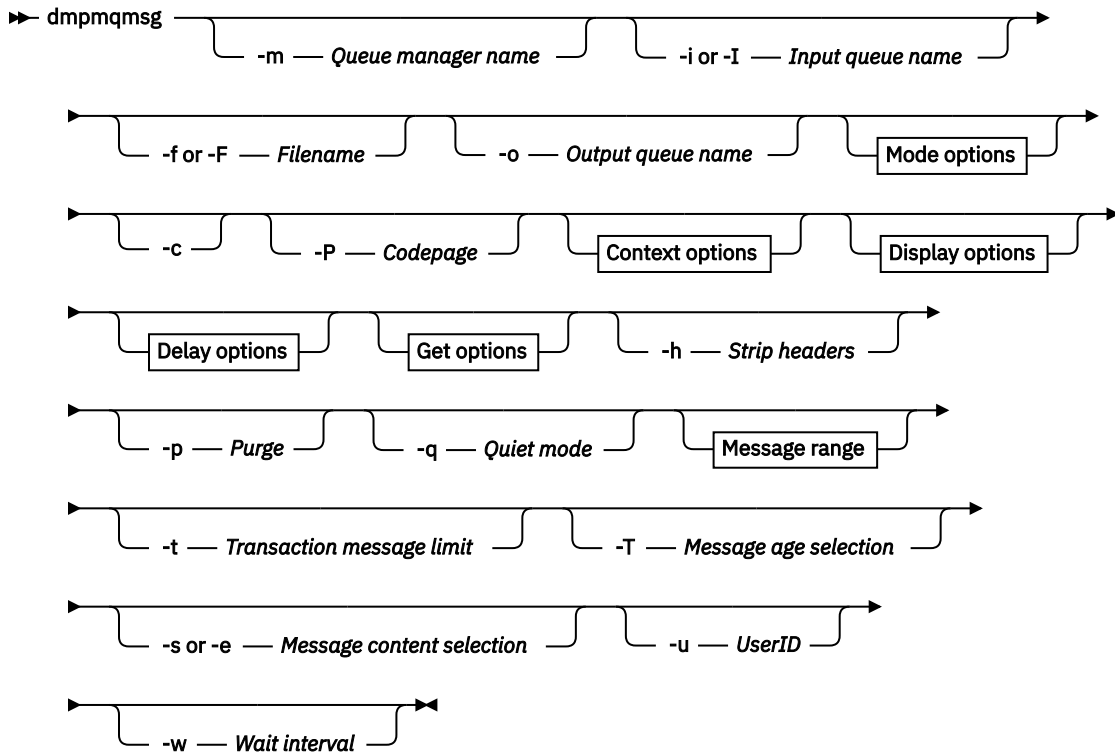 dmpmqmsg
-m Queue manager name -i or -I Input queue name
-f or -F Filename -o Output queue name Mode options
-c -P Codepage Context options Display options
Delay options Get options -h Strip headers
-p Purge -q Quiet mode Message range
-t Transaction message limit -T Message age selection
-s or -e Message content selection -u UserID
-w Wait interval